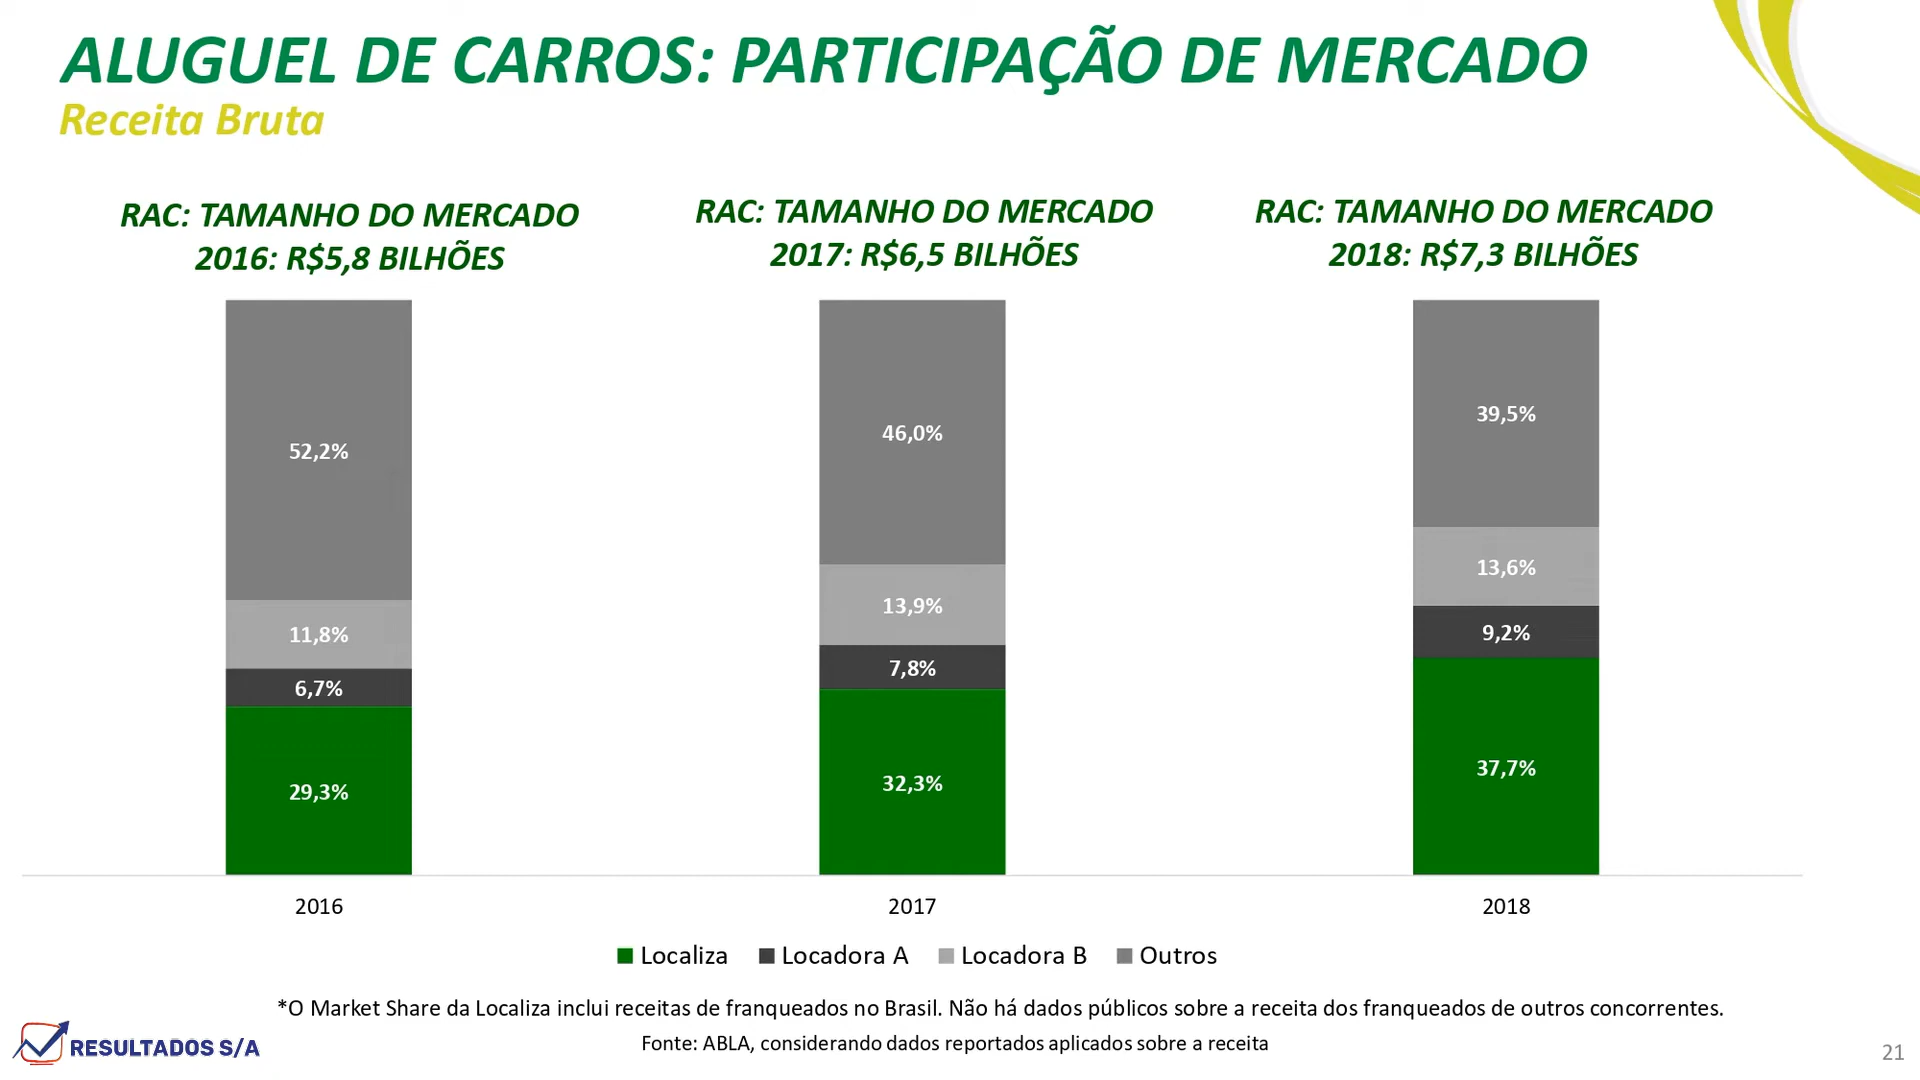 ALUGUEL DE CARROS: PARTICIPAÇÃO DE MERCADO
Receita Bruta
RAC: TAMANHO DO MERCADO
2016: R$5,8 BILHÕES
RAC: TAMANHO DO MERCADO
2017: R$6,5 BILHÕES
RAC: TAMANHO DO MERCADO
2018: R$7,3 BILHÕES
52,2%
11,8%
6,7%
29,3%
46,0%
13,9%
7,8%
32,3%
39,5%
13,6%
9,2%
37,7%
2016
2017
2018
Localiza
Locadora A
Locadora B
Outros
*O Market Share da Localiza inclui receitas de franqueados no Brasil. Não há dados públicos sobre a receita dos franqueados de outros concorrentes.
Fonte: ABLA, considerando dados reportados aplicados sobre a receita
RESULTADOS S/A
21